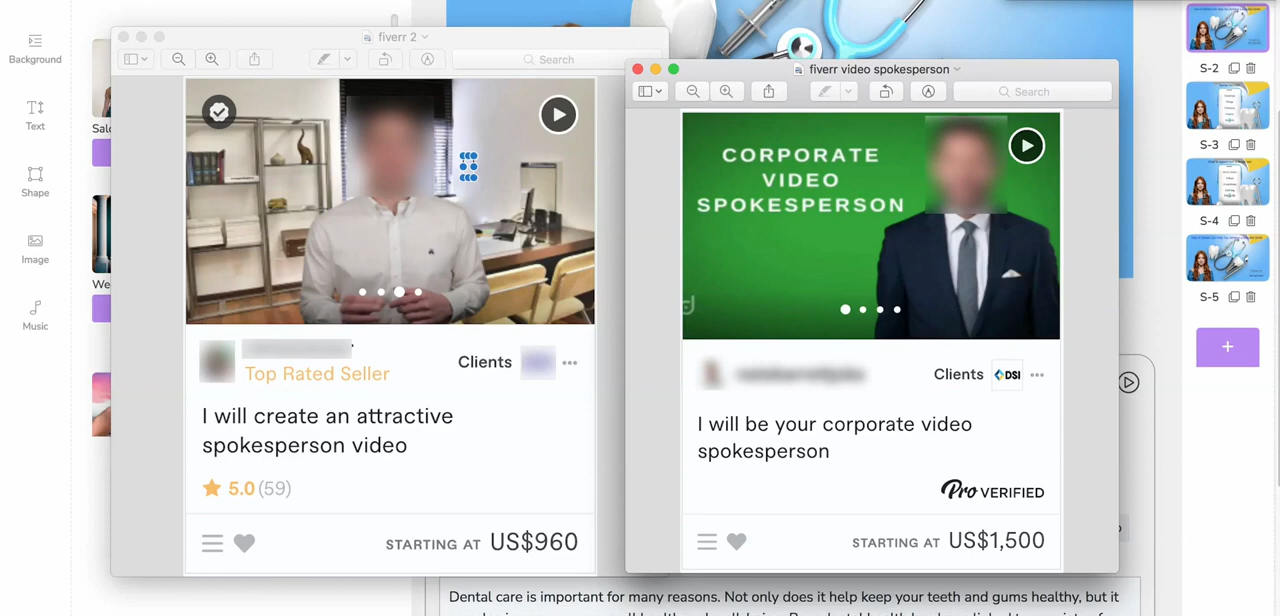 Background
Text
Shape
Image
Music
Salo
We
fiverr 2
Search
Clients
Top Rated Seller
I will create an attractive
spokesperson video
5.0 (59)
STARTING AT US$960
fiverr video spokesperson
Search
CORPORATE
VIDEO
SPOKESPERSON
Clients
DSI
I will be your corporate video
spokesperson
Pro VERIFIED
STARTING AT US$1,500
S-2
S-3
S-4
S-5
+
Dental care is important for many reasons. Not only does it help keep your teeth and gums healthy, but it